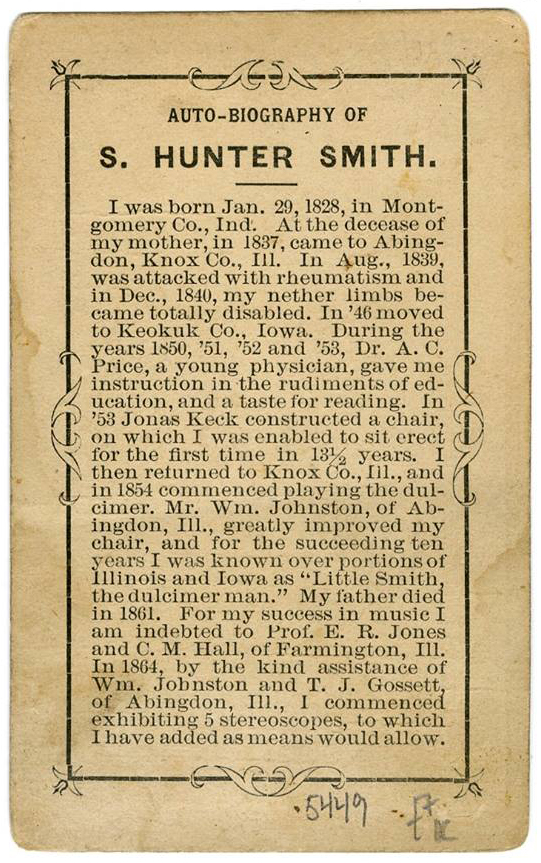 AUTO-BIOGRAPHY OF
S. HUNTER SMITH.
I was born Jan. 29, 1828, in Mont-
gomery Co., Ind. At the decease of
my mother, in 1837, came to Abing-
don, Knox Co., Ill. In Aug., 1839,
was attacked with rheumatism and
in Dec., 1840, my nether limbs be-
came totally disabled. In '46 moved
to Keokuk Co., Iowa. During the
years 1850, '51, '52 and '53, Dr. A. C.
Price, a young physician, gave me
instruction in the rudiments of ed-
ucation, and a taste for reading. In
'53 Jonas Keck constructed a chair,
on which I was enabled to sit erect
for the first time in 13½ years. I
then returned to Knox Co., Ill., and
in 1854 commenced playing the dul-
cimer. Mr. Wm. Johnston, of Ab-
ingdon, Ill., greatly improved my
chair, and for the succeeding ten
years I was known over portions of
Illinois and Iowa as "Little Smith,
the dulcimer man." My father died
in 1861. For my success in music I
am indebted to Prof. E. R. Jones
and C. M. Hall, of Farmington, Ill.
In 1864, by the kind assistance of
Wm. Johnston and T. J. Gossett,
of Abingdon, Ill., I commenced
exhibiting 5 stereoscopes, to which
I have added as means would allow.
5449